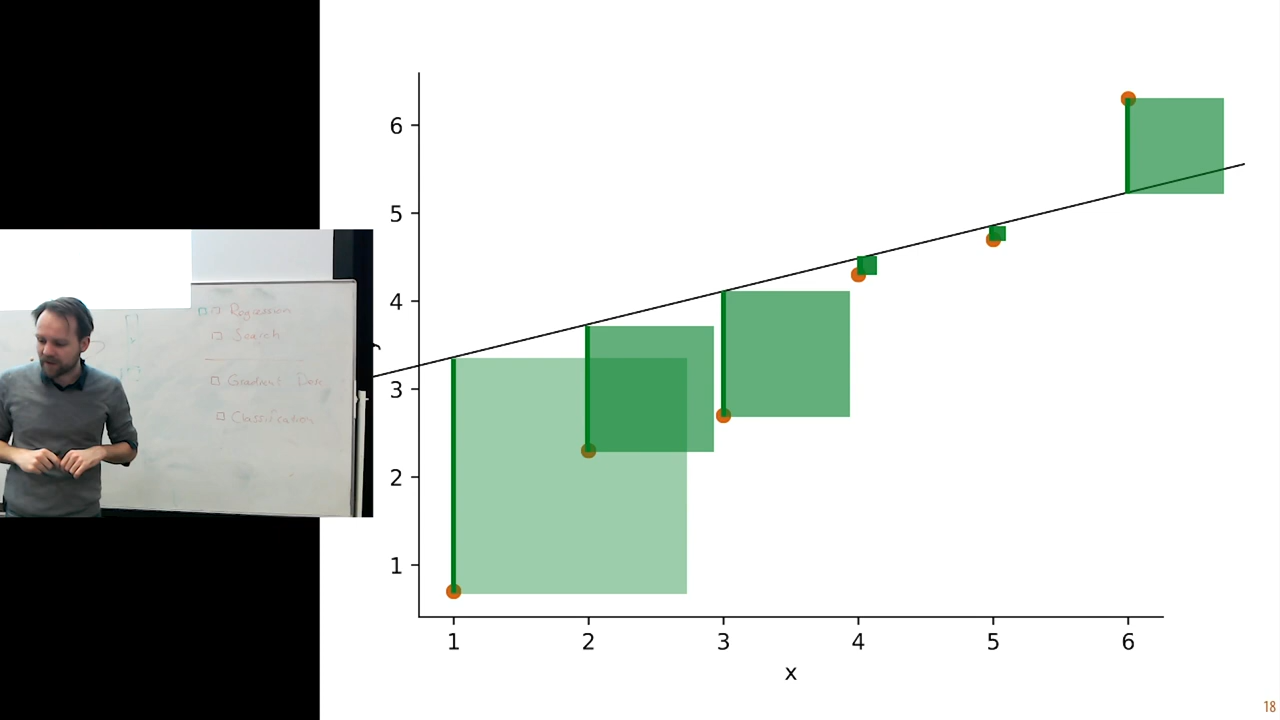 6
5
4
3
2
1
y
1 2 3 4 5 6
x
Regression
Search
Gradient Desc
Classification
18